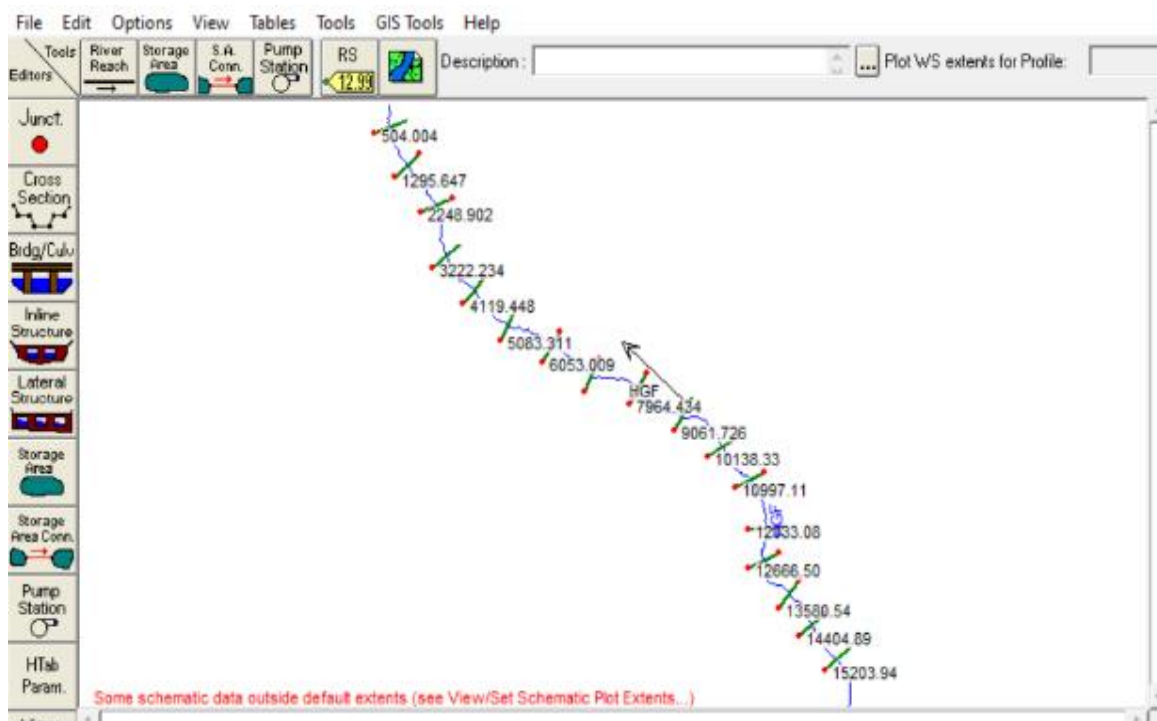 File Edit Options View Tables Tools GIS Tools Help
Tools
Editors
River Reach
Storage Area
S.A. Conn.
Pump Station
RS
12.99
Description :
...
Plot WS extents for Profile:
Junct.
Cross Section
Brdg/Culv
Inline Structure
Lateral Structure
Storage Area
Storage Area Conn.
Pump Station
HTab Param.
504.004
1295.647
2248.902
3222.234
4119.448
5083.311
6053.009
HGF
7964.434
9061.726
10138.33
10997.11
12666.50
13580.54
14404.89
15203.94
Some schematic data outside default extents (see View/Set Schematic Plot Extents...)